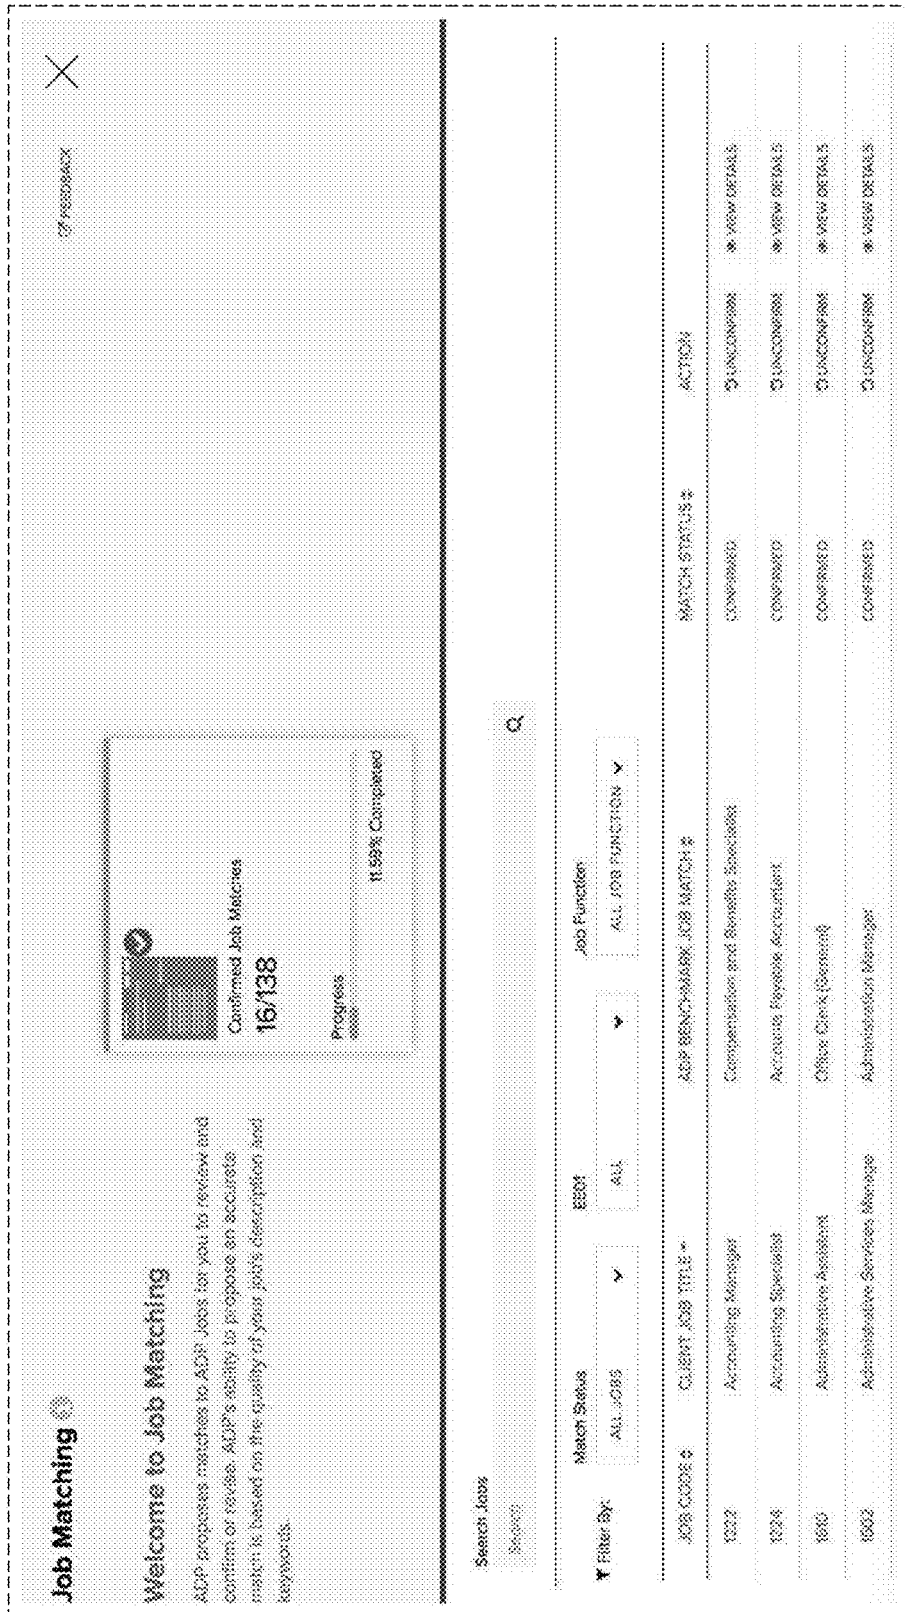 Job Matching
FEEDBACK
Welcome to Job Matching
ADP proposes matches to ADP Jobs for you to review and
confirm or revise. ADP's ability to propose an accurate
match is based on the quality of your job's description and
keywords.
Confirmed Job Matches
16/138
Progress
11.59% Completed
Search Jobs
Search
Filter By:
Match Status
EEO1
Job Function
ALL JOBS
ALL
ALL JOB FUNCTION
JOB CODE CLIENT JOB TITLE ADP BENCHMARK JOB MATCH MATCH STATUS ACTION
1022 Accounting Manager Compensation and Benefits Specialist CONFIRMED UNCONFIRM VIEW DETAILS
1024 Accounting Specialist Accounts Payable Accountant CONFIRMED UNCONFIRM VIEW DETAILS
1810 Administrative Assistant Office Clerk (General) CONFIRMED UNCONFIRM VIEW DETAILS
Administrative Services Manage Administration Manager CONFIRMED UNCONFIRM VIEW DETAILS